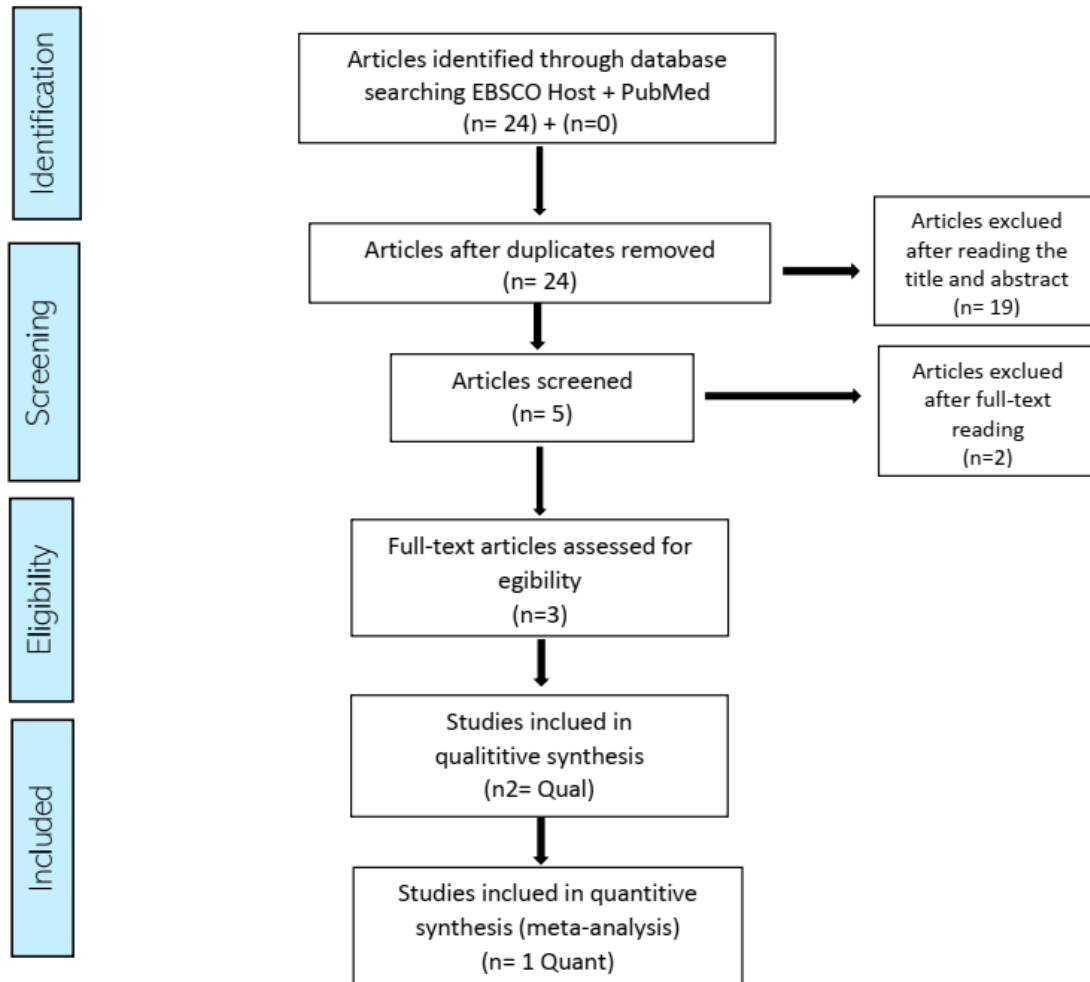 Identification
Articles identified through database
searching EBSCO Host + PubMed
(n= 24) + (n=0)
Screening
Articles after duplicates removed
(n= 24)
Articles exclued
after reading the
title and abstract
(n= 19)
Articles screened
(n= 5)
Articles exclued
after full-text
reading
(n=2)
Eligibility
Full-text articles assessed for
egibility
(n=3)
Included
Studies inclued in
qualititive synthesis
(n2= Qual)
Studies inclued in quantitive
synthesis (meta-analysis)
(n= 1 Quant)